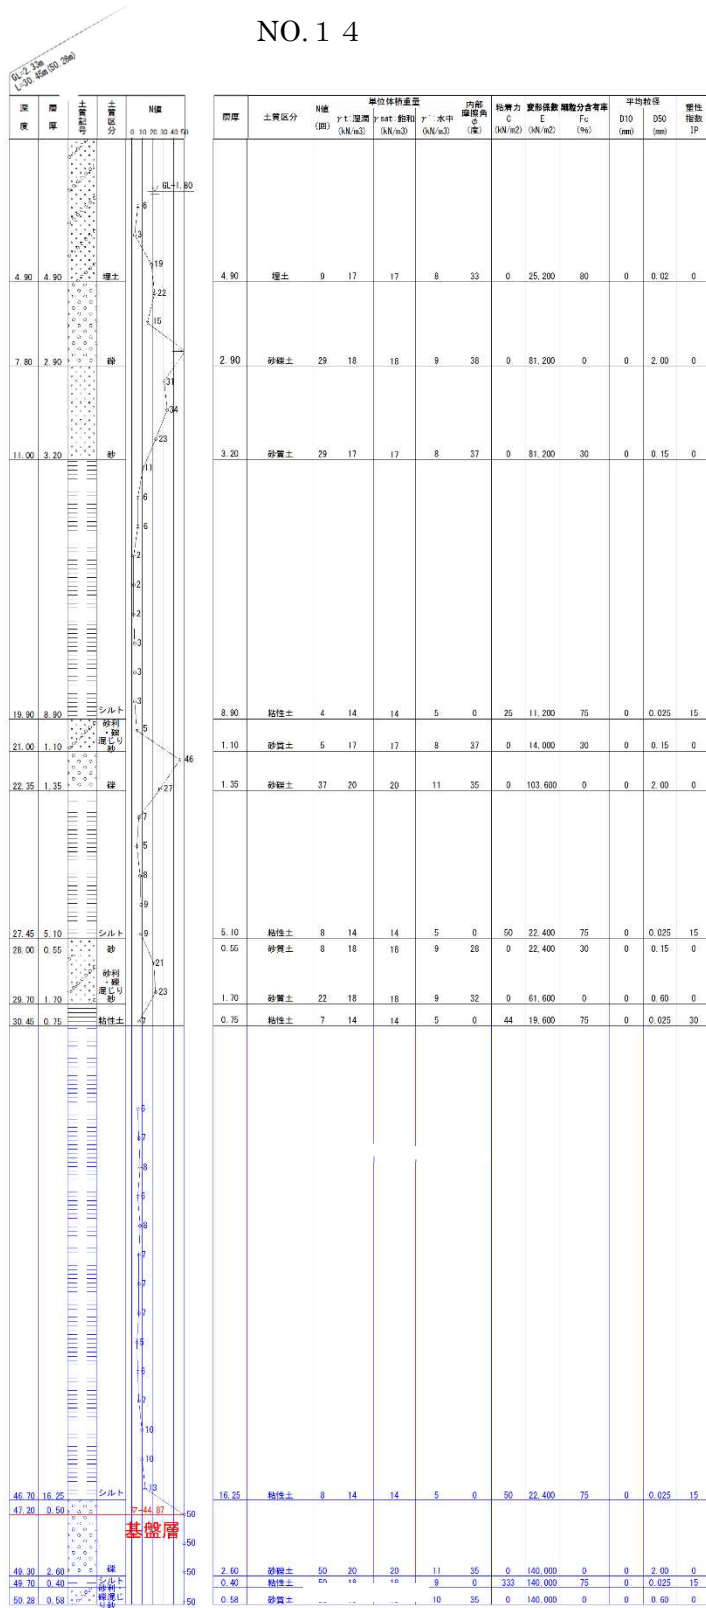 NO.１４
GL=2.33m
L=30.45m(50.28m)
深度 層厚 土質記号 土質区分 N値
0 10 20 30 40 50
層厚 土質区分 N値(回) 単位体積重量 γt:湿潤(kN/m3) γsat:飽和(kN/m3) γ':水中(kN/m3) 内部摩擦角φ(度) 粘着力C(kN/m2) 変形係数E(kN/m2) 細粒分含有率Fc(%) 平均粒径 D10(mm) D50(mm) 塑性指数IP
GL-1.80
6
3
19
4.90 4.90 埋土 4.90 埋土 9 17 17 8 33 0 25,200 80 0 0.02 0
22
15
7.80 2.90 礫 2.90 砂礫土 29 18 18 9 38 0 81,200 0 0 2.00 0
31
34
23
11.00 3.20 砂 3.20 砂質土 29 17 17 8 37 0 81,200 30 0 0.15 0
11
6
6
2
2
2
3
3
3
19.90 8.90 シルト 8.90 粘性土 4 14 14 5 0 25 11,200 75 0 0.025 15
5
21.00 1.10 砂利・礫混じり砂 1.10 砂質土 5 17 17 8 37 0 14,000 30 0 0.15 0
46
22.35 1.35 礫 1.35 砂礫土 37 20 20 11 35 0 103,600 0 0 2.00 0
27
7
5
8
9
9
27.45 5.10 シルト 5.10 粘性土 8 14 14 5 0 50 22,400 75 0 0.025 15
28.00 0.55 砂 0.55 砂質土 8 18 18 9 28 0 22,400 30 0 0.15 0
21
23
29.70 1.70 砂利・礫混じり砂 1.70 砂質土 22 18 18 9 32 0 61,600 0 0 0.60 0
30.45 0.75 粘性土 7 0.75 粘性土 7 14 14 5 0 44 19,600 75 0 0.025 30
7
8
8
7
7
7
10
10
13
46.70 16.25 シルト 16.25 粘性土 8 14 14 5 0 50 22,400 75 0 0.025 15
47.20 0.50 ▽-44.87 50
基盤層
50
49.30 2.60 礫 50 2.60 砂礫土 50 20 20 11 35 0 140,000 0 0 2.00 0
49.70 0.40 シルト 0.40 粘性土 50 18 18 9 0 333 140,000 75 0 0.025 15
50.28 0.58 砂利・礫混じり砂 50 0.58 砂質土 10 35 0 140,000 0 0 0.60 0